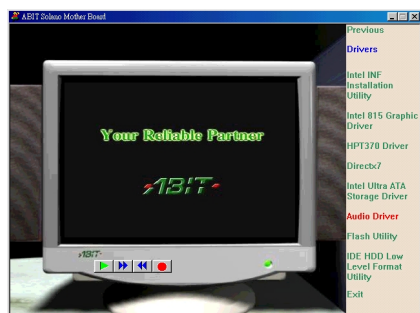 ABIT Solano Mother Board
Your Reliable Partner
ABIT
ABIT
Previous
Drivers
Intel INF
Installation
Utility
Intel 815 Graphic
Driver
HPT370 Driver
Directx7
Intel Ultra ATA
Storage Driver
Audio Driver
Flash Utility
IDE HDD Low
Level Format
Utility
Exit